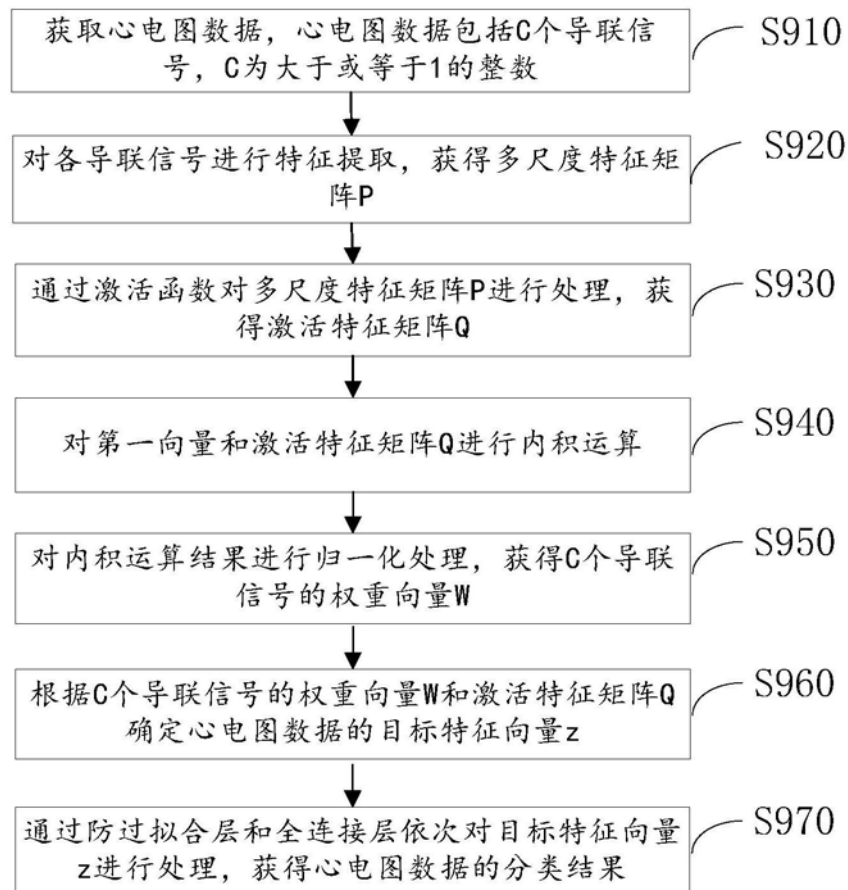 获取心电图数据，心电图数据包括C个导联信
号，C为大于或等于1的整数
S910
对各导联信号进行特征提取，获得多尺度特征矩
阵P
S920
通过激活函数对多尺度特征矩阵P进行处理，获
得激活特征矩阵Q
S930
对第一向量和激活特征矩阵Q进行内积运算
S940
对内积运算结果进行归一化处理，获得C个导联
信号的权重向量W
S950
根据C个导联信号的权重向量W和激活特征矩阵Q
确定心电图数据的目标特征向量z
S960
通过防过拟合层和全连接层依次对目标特征向量
z进行处理，获得心电图数据的分类结果
S970